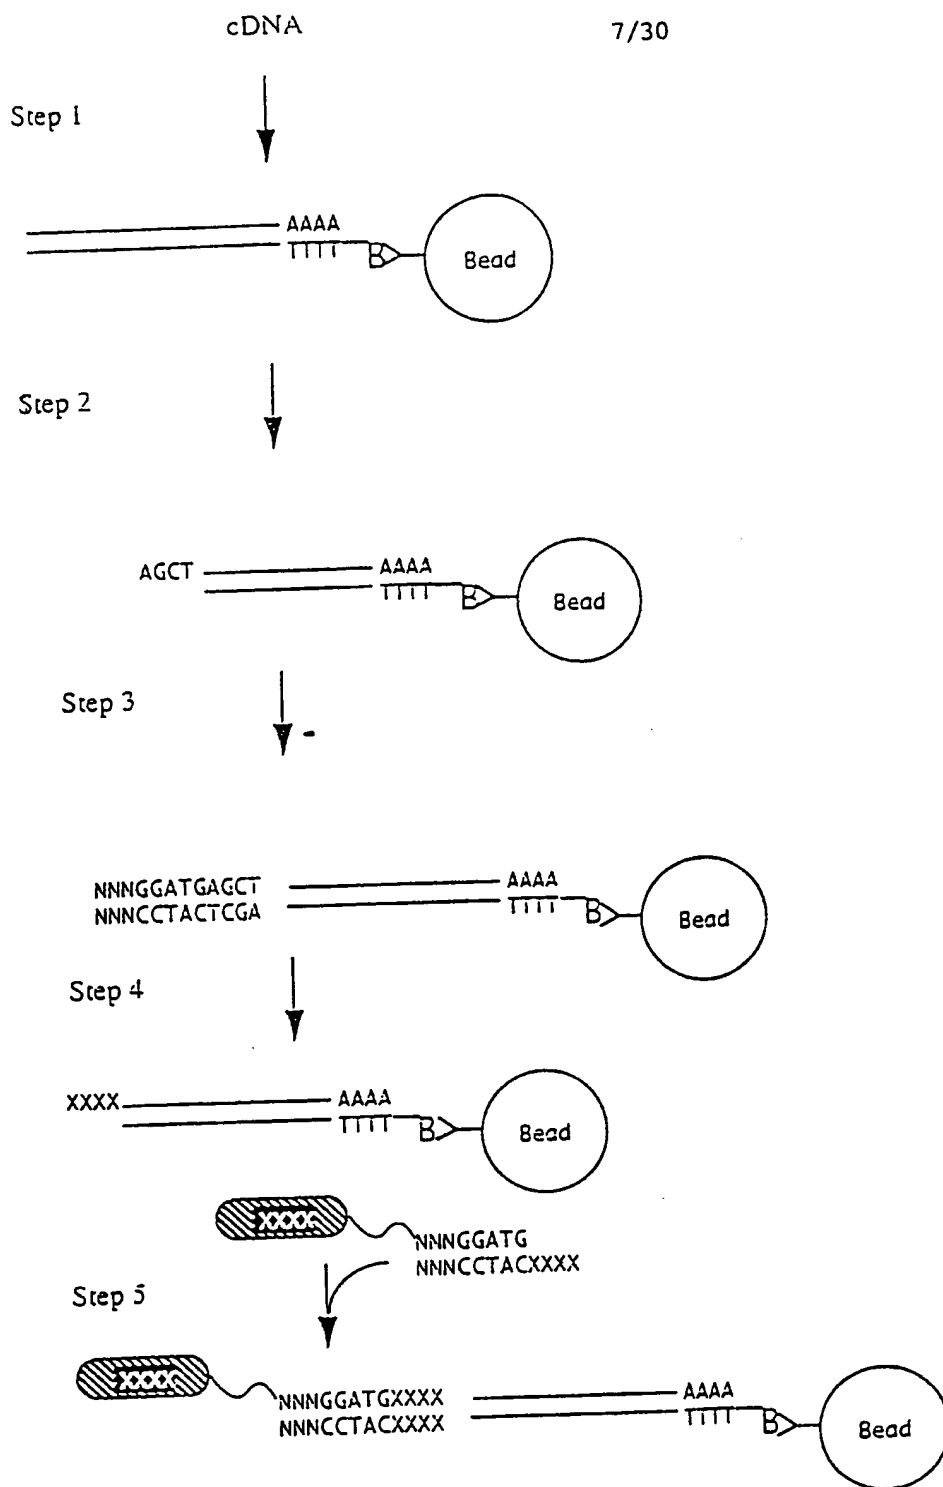 cDNA
7/30
Step 1
AAAA
TTTT
B
Bead
Step 2
AGCT
AAAA
TTTT
B
Bead
Step 3
NNNGGATGAGCT
NNNCCTACTCGA
AAAA
TTTT
B
Bead
Step 4
XXXX
AAAA
TTTT
B
Bead
XXXX
NNNGGATG
NNNCCTACXXXX
Step 5
XXXX
NNNGGATGXXXX
NNNCCTACXXXX
AAAA
TTTT
B
Bead